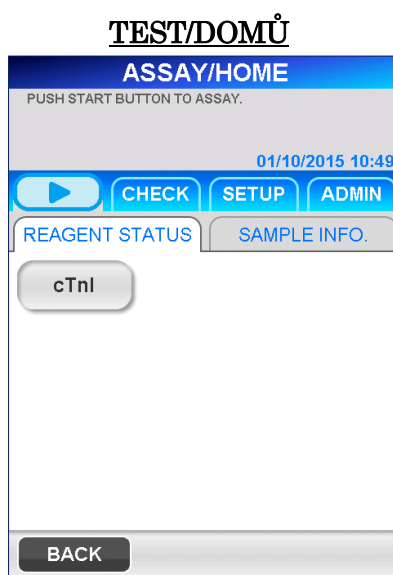 TEST/DOMŮ
ASSAY/HOME
PUSH START BUTTON TO ASSAY.
01/10/2015 10:49
CHECK SETUP ADMIN
REAGENT STATUS SAMPLE INFO.
cTnI
BACK